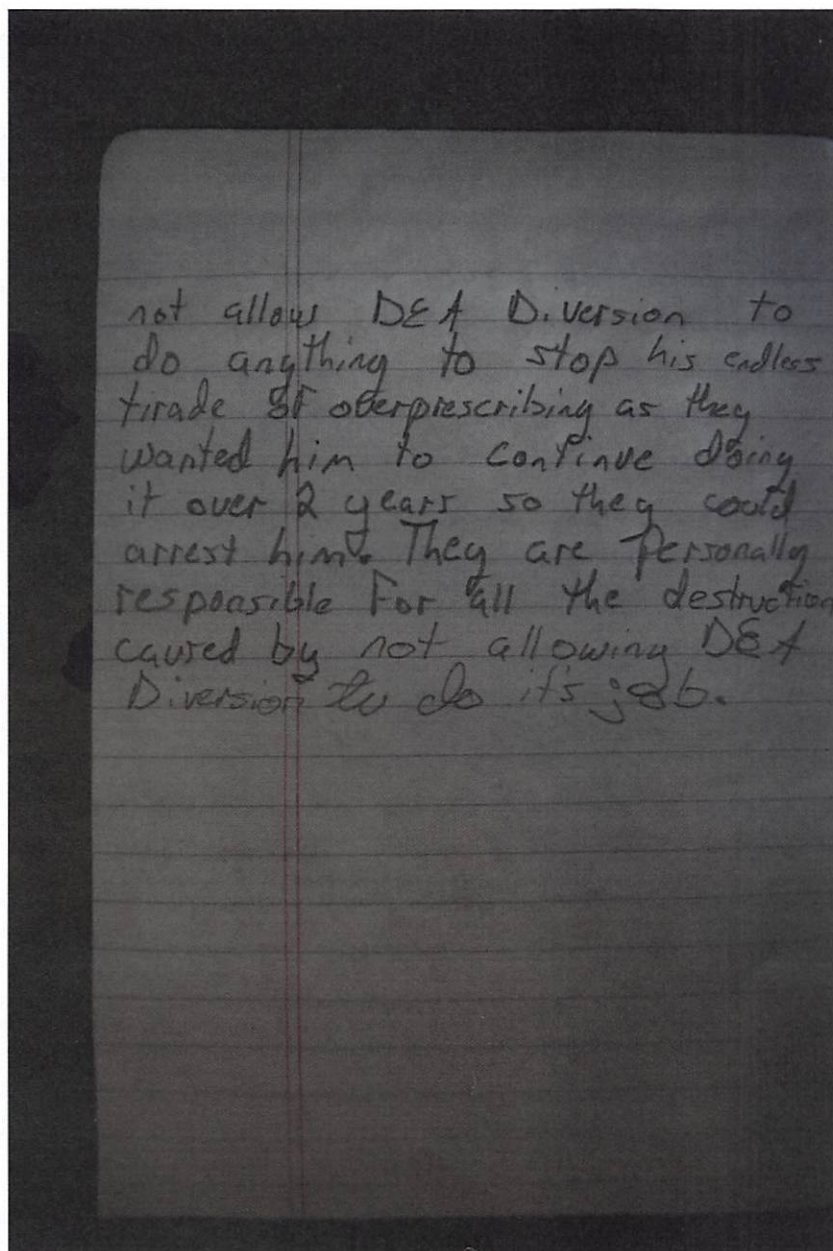 not allow DEA Diversion to
do anything to stop his endless
tirade of overprescribing as they
wanted him to continue doing
it over 2 years so they could
arrest him. They are Personally
responsible For all the destruction
caused by not allowing DEA
Diversion to do it's job.